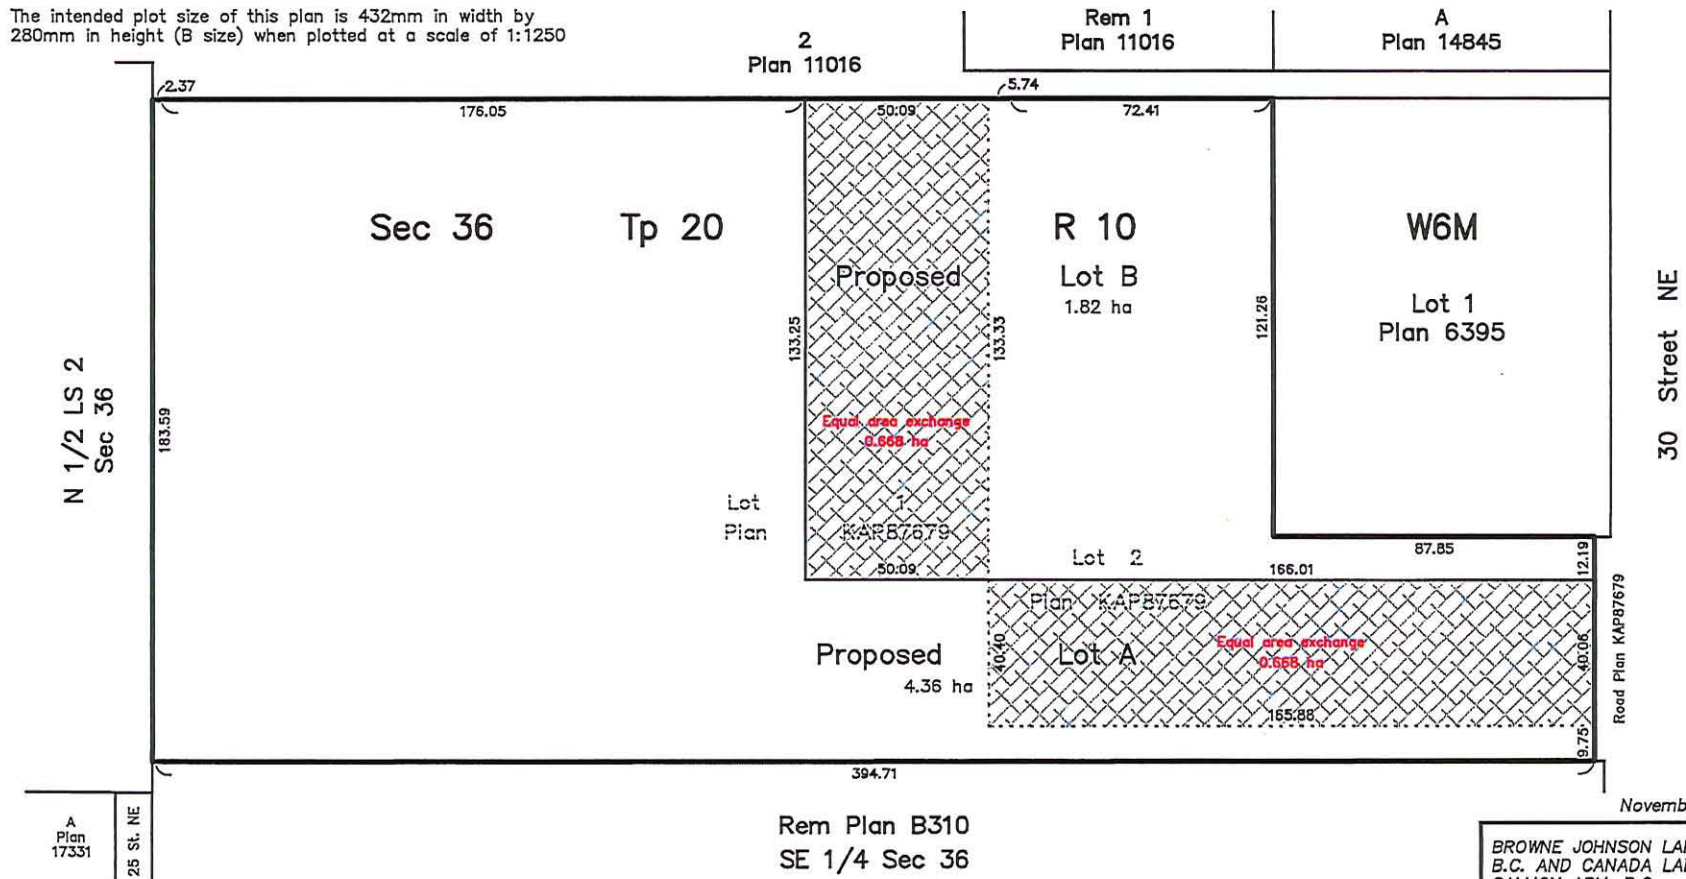 The intended plot size of this plan is 432mm in width by
280mm in height (B size) when plotted at a scale of 1:1250
2
Plan 11016
Rem 1
Plan 11016
A
Plan 14845
2.37
176.05
50.09
5.74
72.41
Sec 36
Tp 20
R 10
W6M
Proposed
Lot B
1.82 ha
Lot 1
Plan 6395
30 Street NE
N 1/2 LS 2
Sec 36
183.59
133.25
133.33
121.26
Equal area exchange
0.668 ha
Lot 1
Plan KAP87679
50.09
Lot 2
166.01
87.85
12.19
Plan KAP87679
Proposed Lot A
4.36 ha
40.40
Equal area exchange
0.668 ha
40.06
165.88
9.75
Road Plan KAP87679
394.71
A
Plan
17331
25 St. NE
Rem Plan B310
SE 1/4 Sec 36
Novemb
BROWNE JOHNSON LA
B.C. AND CANADA LA